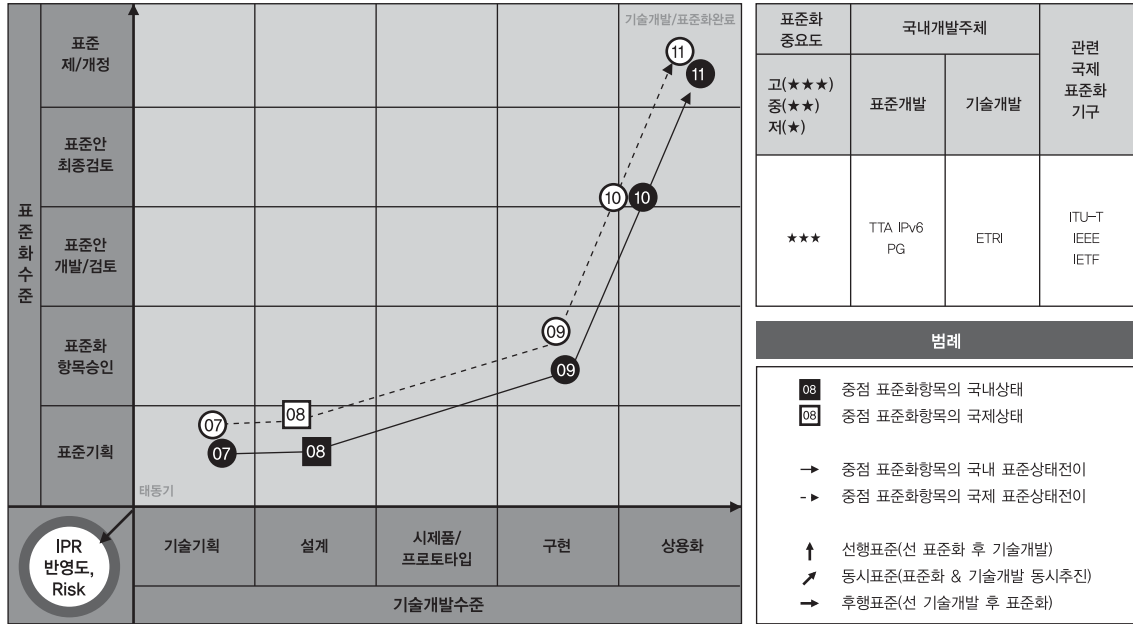 표준화수준
표준
제/개정
표준안
최종검토
표준안
개발/검토
표준화
항목승인
표준기획
기술개발/표준화완료
11
11
10
10
09
09
08
07
07
08
태동기
IPR
반영도,
Risk
기술기획
설계
시제품/
프로토타입
구현
상용화
기술개발수준
표준화
중요도
국내개발주체
관련
국제
표준화
기구
고(★★★)
중(★★)
저(★)
표준개발
기술개발
★★★
TTA IPv6
PG
ETRI
ITU-T
IEEE
IETF
범례
08 중점 표준화항목의 국내상태
08 중점 표준화항목의 국제상태
중점 표준화항목의 국내 표준상태전이
중점 표준화항목의 국제 표준상태전이
선행표준(선 표준화 후 기술개발)
동시표준(표준화 & 기술개발 동시추진)
후행표준(선 기술개발 후 표준화)